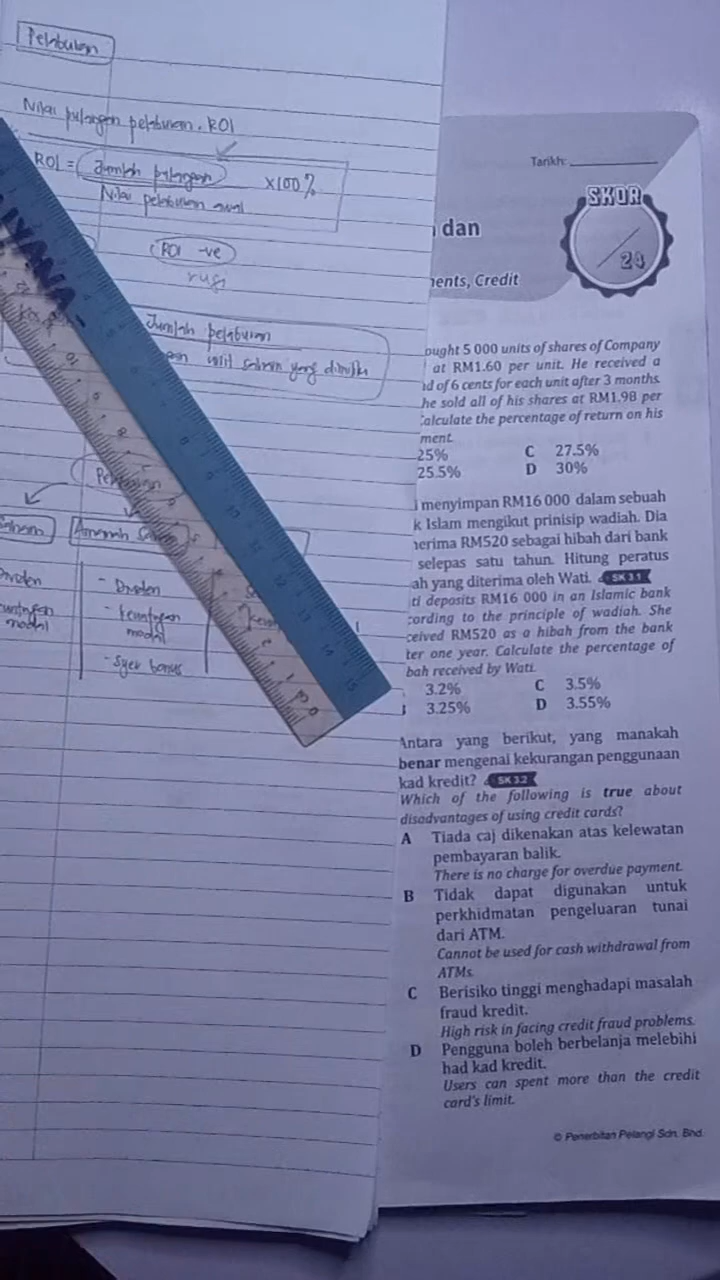 Pelaburan
Nilai pulangan pelaburan, ROI
ROI = Jumlah pulangan
x100%
Nilai pelaburan awal
ROI -ve
rugi
Jumlah pelaburan
unit saham yang dimiliki
LYANA
Saham
Amanah
Dividen
- Dividen
- keuntungan
modal
keuntungan
modal
- Syer bonus
Tarikh:
SKOR
24
dan
ents, Credit
ought 5 000 units of shares of Company
at RM1.60 per unit. He received a
nd of 6 cents for each unit after 3 months.
he sold all of his shares at RM1.98 per
Calculate the percentage of return on his
ment.
25% C 27.5%
25.5% D 30%
i menyimpan RM16 000 dalam sebuah
k Islam mengikut prinisip wadiah. Dia
nerima RM520 sebagai hibah dari bank
selepas satu tahun. Hitung peratus
ah yang diterima oleh Wati. SK 3.1
ti deposits RM16 000 in an Islamic bank
cording to the principle of wadiah. She
ceived RM520 as a hibah from the bank
ter one year. Calculate the percentage of
bah received by Wati.
3.2% C 3.5%
3.25% D 3.55%
Antara yang berikut, yang manakah
benar mengenai kekurangan penggunaan
kad kredit? SK 3.2
Which of the following is true about
disadvantages of using credit cards?
A Tiada caj dikenakan atas kelewatan
pembayaran balik.
There is no charge for overdue payment.
B Tidak dapat digunakan untuk
perkhidmatan pengeluaran tunai
dari ATM.
Cannot be used for cash withdrawal from
ATMs.
C Berisiko tinggi menghadapi masalah
fraud kredit.
High risk in facing credit fraud problems.
D Pengguna boleh berbelanja melebihi
had kad kredit.
Users can spent more than the credit
card's limit.
© Penerbitan Pelangi Sdn. Bhd.